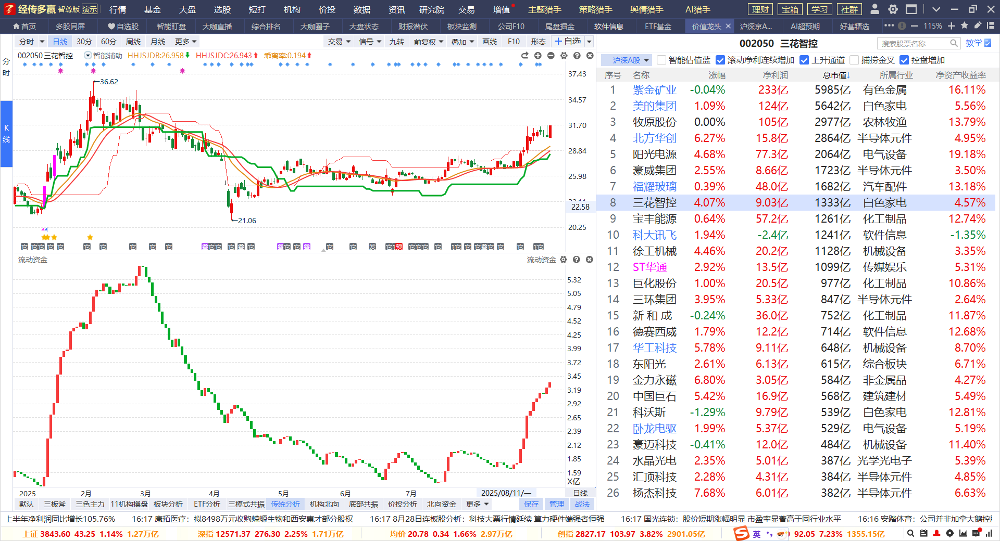 经传多赢 智尊版 演示 行情 基金 大盘 选股 短打 机构 价投 数据 资讯 研究院 交易 增值 主题猎手 策略猎手 舆情猎手 AI猎手 理财 宝箱 学习 社群
首页 多股同屏 自选股 智能盯盘 大咖直播 综合排名 大咖圈子 大盘状态 财报潜伏 板块监测 公司F10 尾盘掘金 软件信息 ETF基金 价值龙头 沪深京A... AI超预期 好基精选 115%
分时 日线 30分 60分 周线 月线 更多 交易 信号 九转 前复权 叠加 画线 F10 形态 +自选
002050 三花智控 搜索股票名称 教学
002050 三花智控 智能辅助 HHJSJDB:26.958 HHJSJDC:26.943 乖离率:0.194
分时
K线
沪深A股 智能估值蓝 滚动净利连续增加 上升通道 捕捞金叉 控盘增加
36.62
21.06
37.43
34.57
31.70
28.84
25.98
22.58
20.25
流动资金 流动资金
5.32
5.05
4.79
4.52
4.25
3.99
3.72
3.45
3.19
2.92
2.65
2.39
2.12
1.85
1.59
X亿
2025 2月 3月 4月 5月 6月 7月 2025/08/11/一 日线
默认 三板斧 三色主力 11机构操盘 板块分析 ETF分析 三模式共振 传统分析 机构北向 底部共振 价投分析 北向资金 更多 保存 管理 战法
序号 名称 涨幅 净利润 总市值↓ 所属行业 净资产收益率
1 紫金矿业 -0.04% 233亿 5985亿 有色金属 16.11%
2 美的集团 1.09% 124亿 5642亿 白色家电 5.56%
3 牧原股份 0.00% 105亿 2977亿 农林牧渔 13.79%
4 北方华创 6.27% 15.8亿 2864亿 半导体元件 4.95%
5 阳光电源 4.68% 77.3亿 2064亿 电气设备 19.18%
6 豪威集团 2.55% 8.66亿 1723亿 半导体元件 3.50%
7 福耀玻璃 0.39% 48.0亿 1682亿 汽车配件 13.18%
8 三花智控 4.07% 9.03亿 1333亿 白色家电 4.57%
9 宝丰能源 0.64% 57.2亿 1261亿 化工制品 12.74%
10 科大讯飞 1.94% -2.4亿 1241亿 软件信息 -1.35%
11 徐工机械 4.46% 20.2亿 1128亿 机械设备 3.35%
12 ST华通 2.92% 13.5亿 1099亿 传媒娱乐 5.31%
13 巨化股份 1.00% 20.5亿 977亿 化工制品 10.86%
14 三环集团 3.95% 5.33亿 847亿 半导体元件 2.64%
15 新 和 成 -0.24% 36.0亿 752亿 化工制品 11.87%
16 德赛西威 1.79% 12.2亿 714亿 软件信息 12.68%
17 华工科技 5.78% 9.11亿 648亿 机械设备 8.70%
18 东阳光 2.61% 6.13亿 615亿 综合板块 6.71%
19 金力永磁 6.80% 3.05亿 584亿 非金属品 4.27%
20 中国巨石 5.42% 16.9亿 568亿 建筑建材 5.49%
21 科沃斯 -1.29% 9.79亿 539亿 白色家电 12.81%
22 卧龙电驱 1.99% 5.37亿 529亿 电气设备 5.19%
23 豪迈科技 -0.41% 12.0亿 484亿 机械设备 11.40%
24 水晶光电 2.35% 5.01亿 387亿 光学光电子 5.39%
25 汇顶科技 2.28% 4.31亿 384亿 半导体元件 4.85%
26 扬杰科技 7.68% 6.01亿 382亿 半导体元件 6.63%
上半年净利润同比增长105.76% 16:17 康拓医疗：拟8498万元收购蝾螈生物和西安惠才部分股权 16:17 8月28日连板股分析：科技大票行情延续 算力硬件端强者恒强 16:17 国光连锁：股价短期涨幅明显 市盈率显著高于同行业水平 16:16 安踏体育：公司并非加拿大鹅控
上证 3843.60 43.25 1.14% 1.27万亿 深指 12571.37 276.30 2.25% 1.71万亿 均价 20.78 0.34 1.66% 2.97万亿 创指 2827.17 103.97 3.82% 2901.05亿 英 92.05 7.23% 1355.15亿